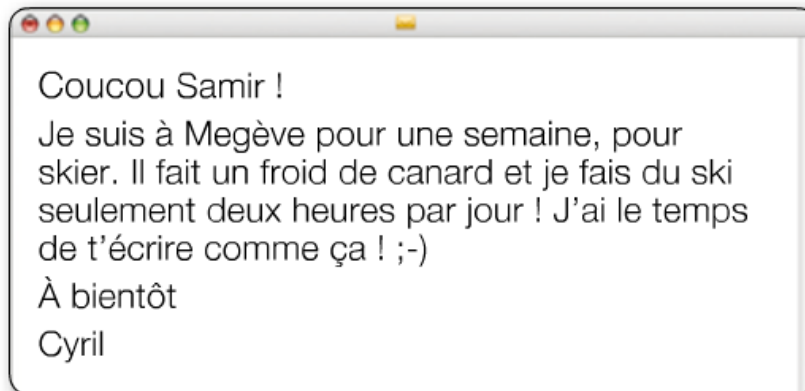 Coucou Samir !
Je suis à Megève pour une semaine, pour
skier. Il fait un froid de canard et je fais du ski
seulement deux heures par jour ! J’ai le temps
de t’écrire comme ça ! ;-)
À bientôt
Cyril